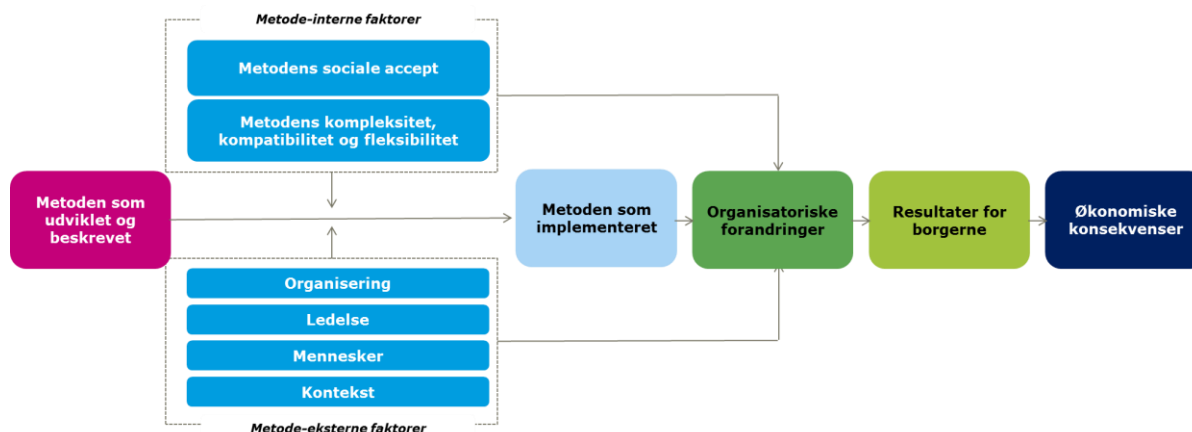 Metode-interne faktorer
Metodens sociale accept
Metodens kompleksitet,
kompatibilitet og fleksibilitet
Metoden som
udviklet og
beskrevet
Metoden som
implementeret
Organisatoriske
forandringer
Resultater for
borgerne
Økonomiske
konsekvenser
Organisering
Ledelse
Mennesker
Kontekst
Metode-eksterne faktorer